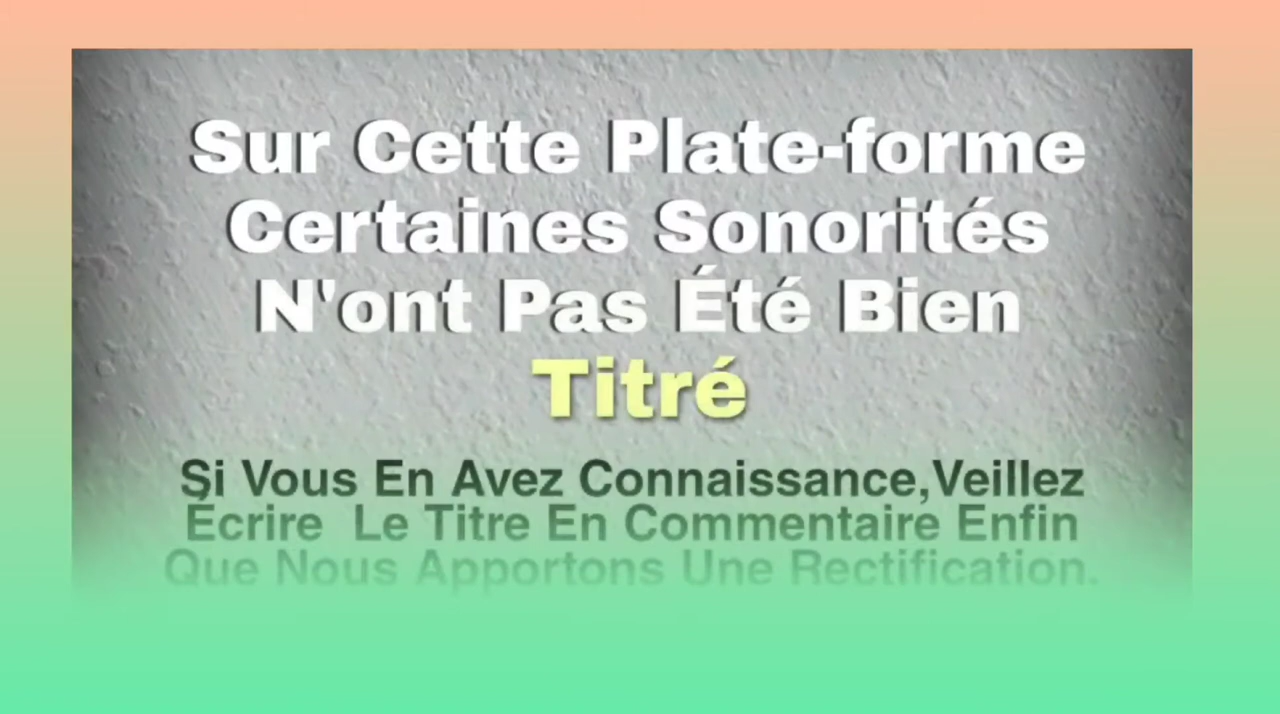 Sur Cette Plate-forme
Certaines Sonorités
N'ont Pas Été Bien
Titré
Si Vous En Avez Connaissance,Veillez
Écrire Le Titre En Commentaire Enfin
Que Nous Apportons Une Rectification.